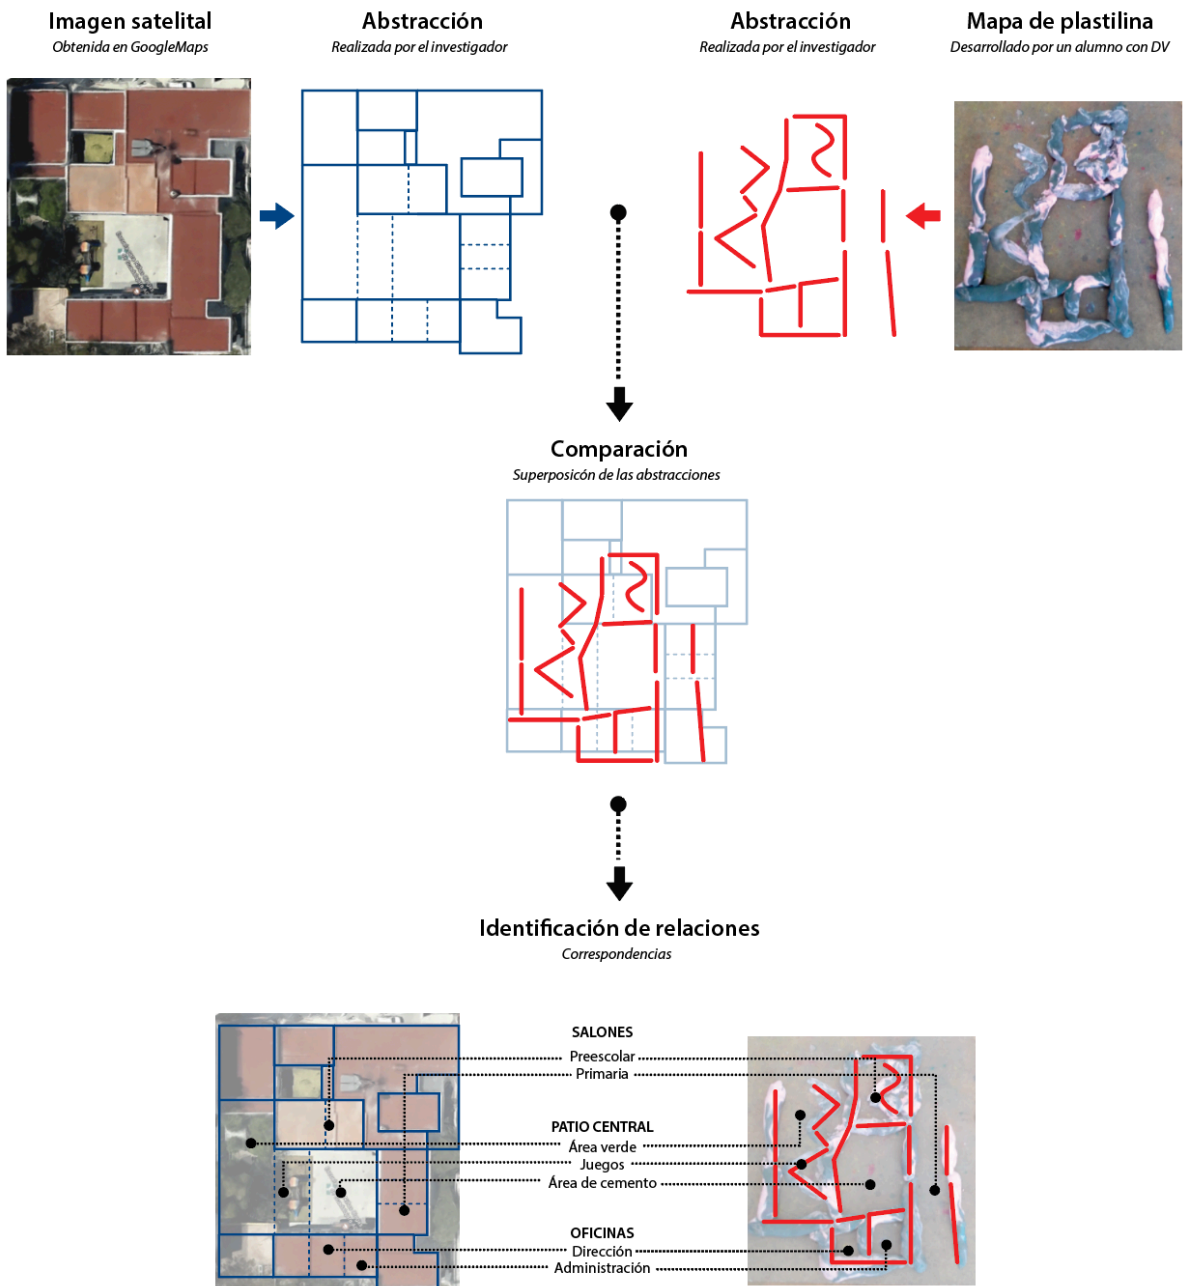 Imagen satelital
Obtenida en GoogleMaps
Abstracción
Realizada por el investigador
Abstracción
Realizada por el investigador
Mapa de plastilina
Desarrollado por un alumno con DV
Comparación
Superposicón de las abstracciones
Identificación de relaciones
Correspondencias
SALONES
Preescolar
Primaria
PATIO CENTRAL
Área verde
Juegos
Área de cemento
OFICINAS
Dirección
Administración